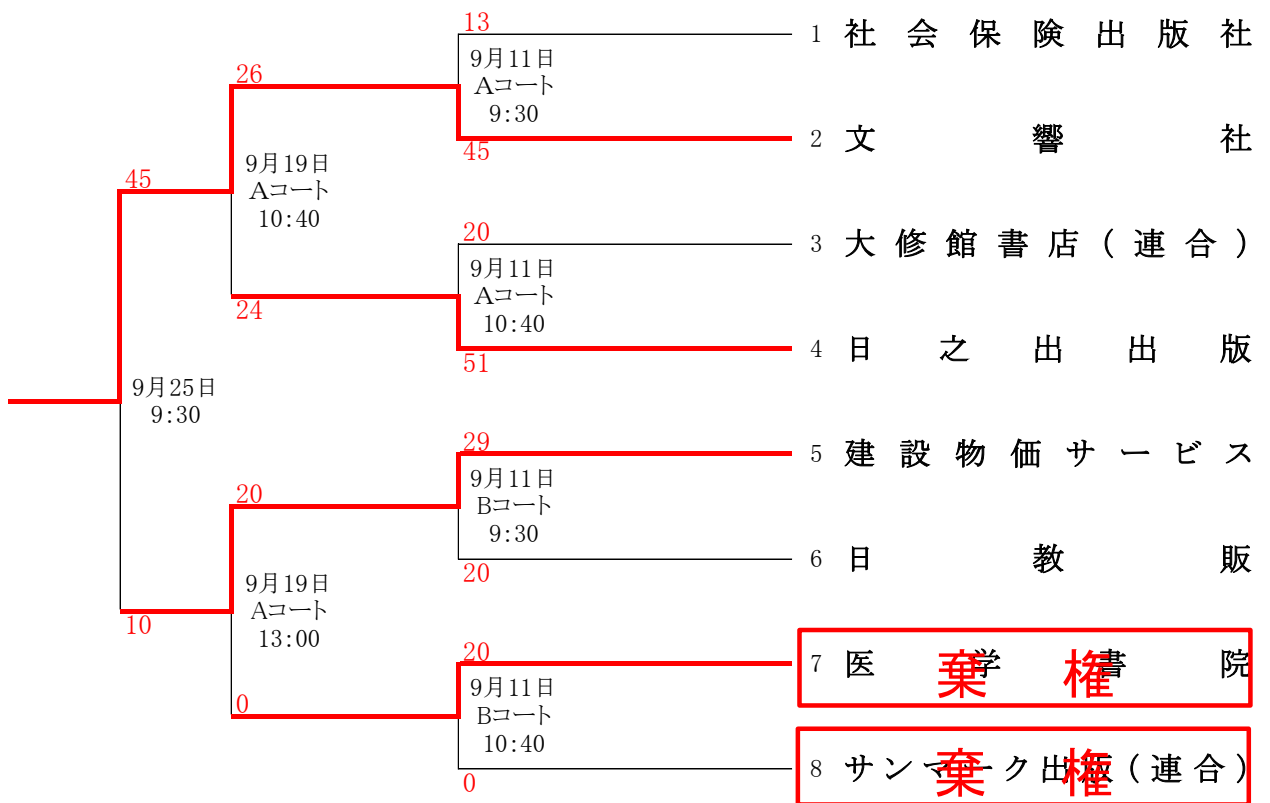 13
1 社会保険出版社
9月11日
Aコート
9:30
26
2 文響社
45
9月19日
Aコート
10:40
45
20
3 大修館書店(連合)
9月11日
Aコート
10:40
24
4 日之出出版
51
9月25日
9:30
29
5 建設物価サービス
9月11日
Bコート
9:30
20
6 日教販
20
9月19日
Aコート
13:00
10
20
7 医学書院
棄権
9月11日
Bコート
10:40
0
8 サンマーク出版(連合)
棄権
0